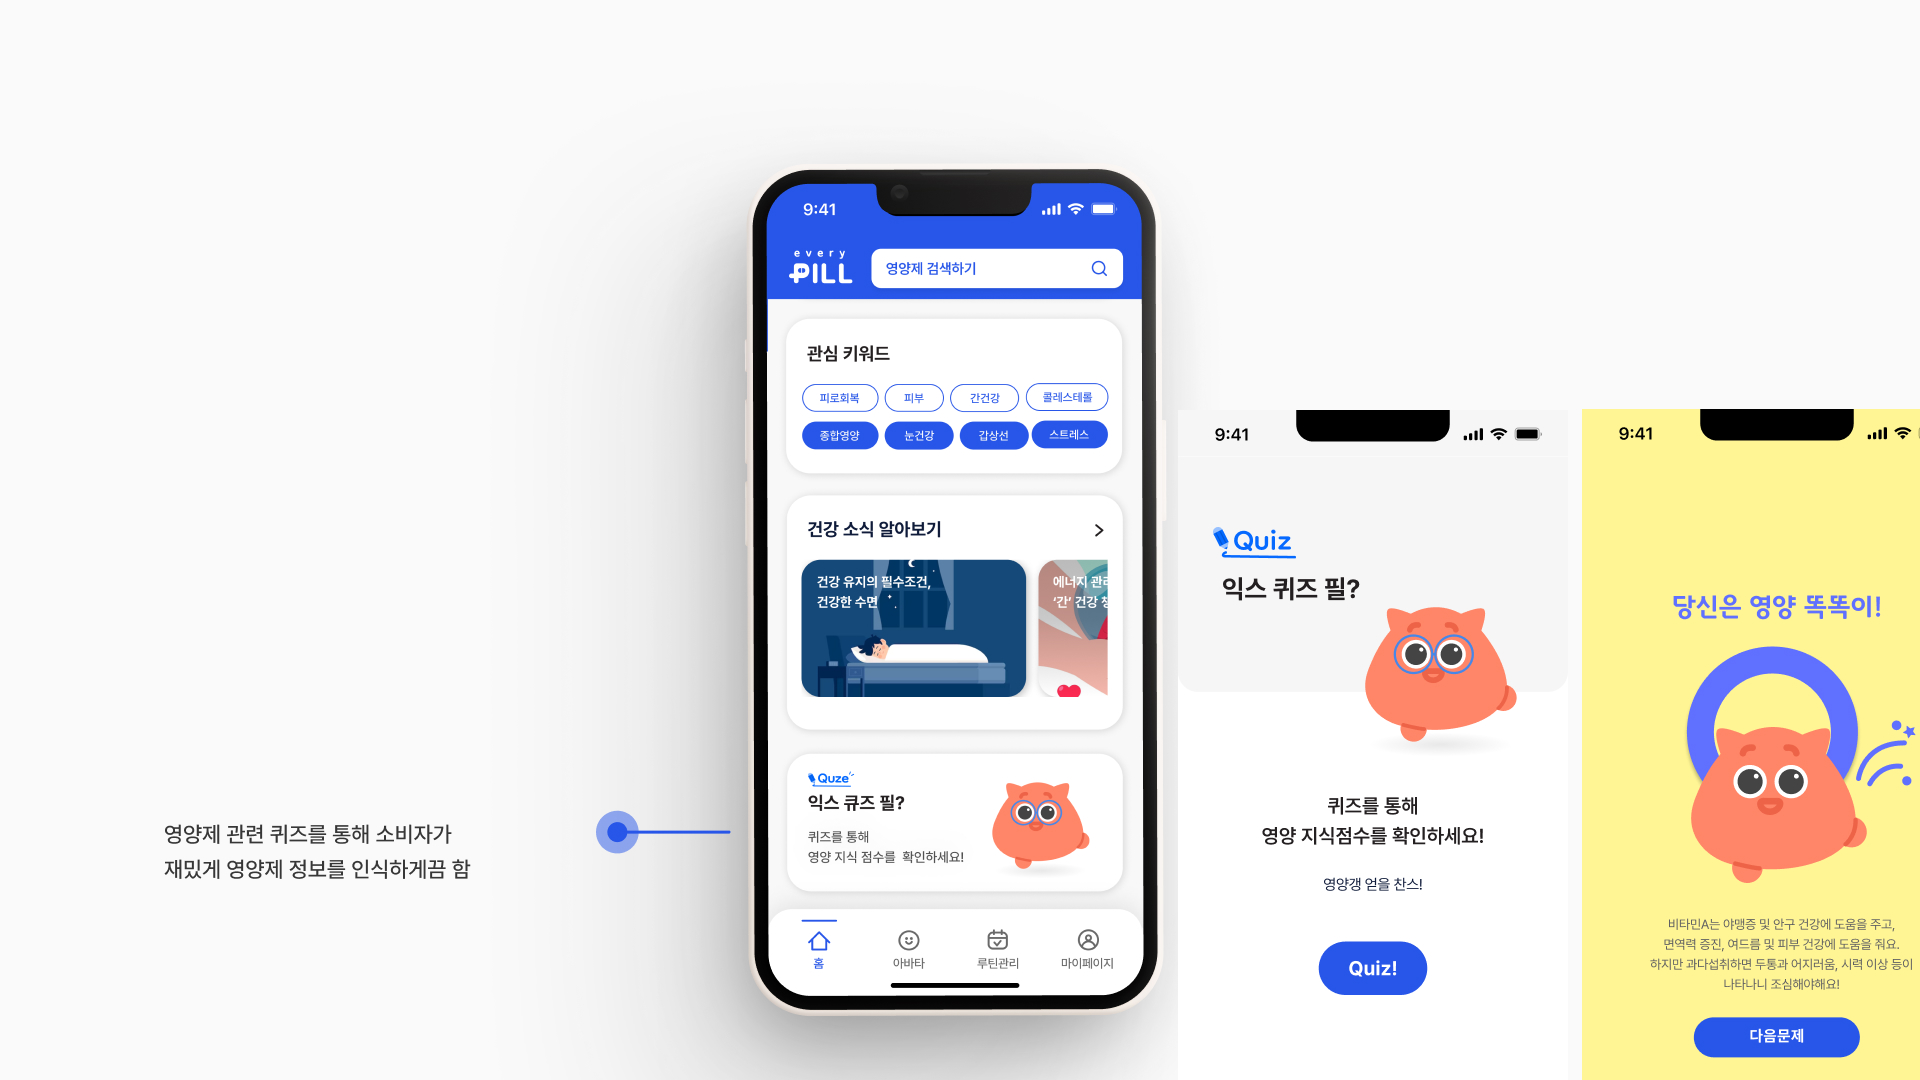 영양제 관련 퀴즈를 통해 소비자가
재밌게 영양제 정보를 인식하게끔 함
9:41
every
PILL
영양제 검색하기
관심 키워드
피로회복
피부
간건강
콜레스테롤
종합영양
눈건강
갑상선
스트레스
건강 소식 알아보기
건강 유지의 필수조건,
건강한 수면
에너지 관리
‘간’ 건강 챙
Quze
익스 큐즈 필?
퀴즈를 통해
영양 지식 점수를 확인하세요!
홈
아바타
루틴관리
마이페이지
9:41
Quiz
익스 퀴즈 필?
퀴즈를 통해
영양 지식점수를 확인하세요!
영양갱 얻을 찬스!
Quiz!
9:41
당신은 영양 똑똑이!
비타민A는 야맹증 및 안구 건강에 도움을 주고,
면역력 증진, 여드름 및 피부 건강에 도움을 줘요.
하지만 과다섭취하면 두통과 어지러움, 시력 이상 등이
나타나니 조심해야해요!
다음문제